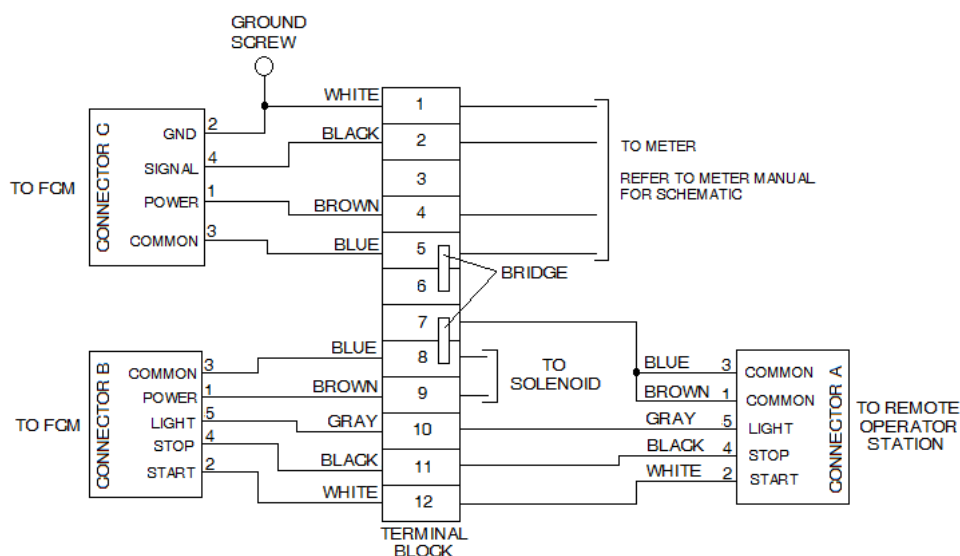 GROUND
SCREW
TO FCM
CONNECTOR C
GND
2
SIGNAL
4
POWER
1
COMMON
3
WHITE
BLACK
BROWN
BLUE
1
2
3
4
5
6
7
8
9
10
11
12
TERMINAL
BLOCK
BRIDGE
TO METER
REFER TO METER MANUAL
FOR SCHEMATIC
TO FCM
CONNECTOR B
COMMON
3
POWER
1
LIGHT
5
STOP
4
START
2
BLUE
BROWN
GRAY
BLACK
WHITE
TO
SOLENOID
BLUE
BROWN
GRAY
BLACK
WHITE
3
COMMON
1
COMMON
5
LIGHT
4
STOP
2
START
CONNECTOR A
TO REMOTE
OPERATOR
STATION